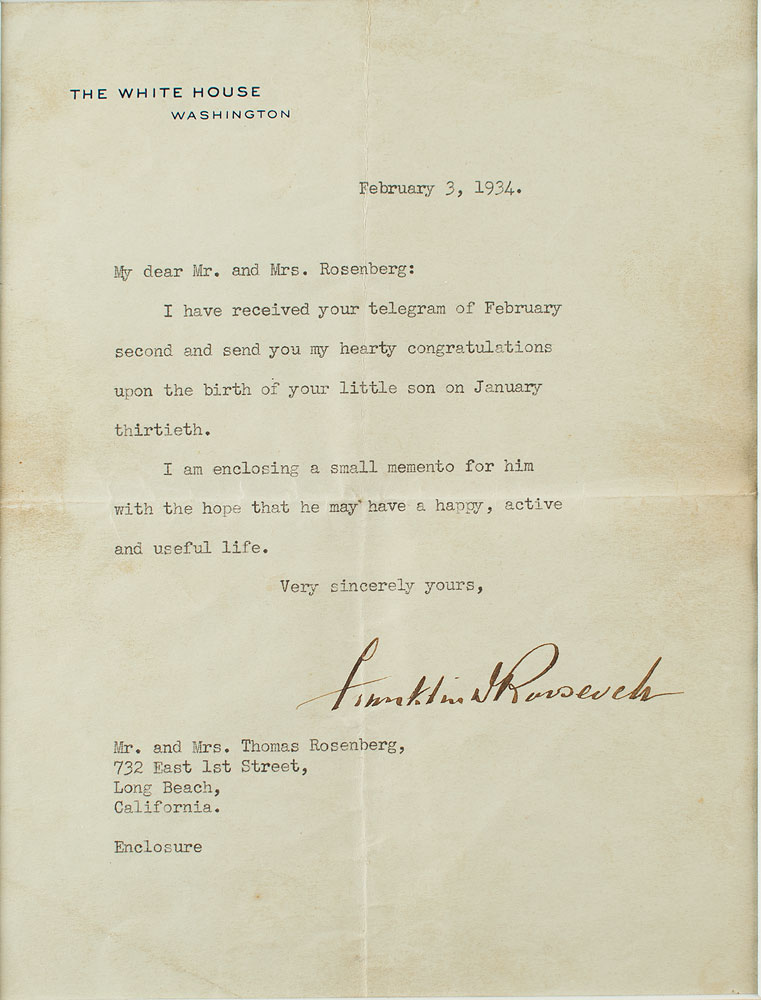 THE WHITE HOUSE
WASHINGTON
February 3, 1934.
My dear Mr. and Mrs. Rosenberg:
I have received your telegram of February
second and send you my hearty congratulations
upon the birth of your little son on January
thirtieth.
I am enclosing a small memento for him
with the hope that he may have a happy, active
and useful life.
Very sincerely yours,
Franklin D Roosevelt
Mr. and Mrs. Thomas Rosenberg,
732 East 1st Street,
Long Beach,
California.
Enclosure